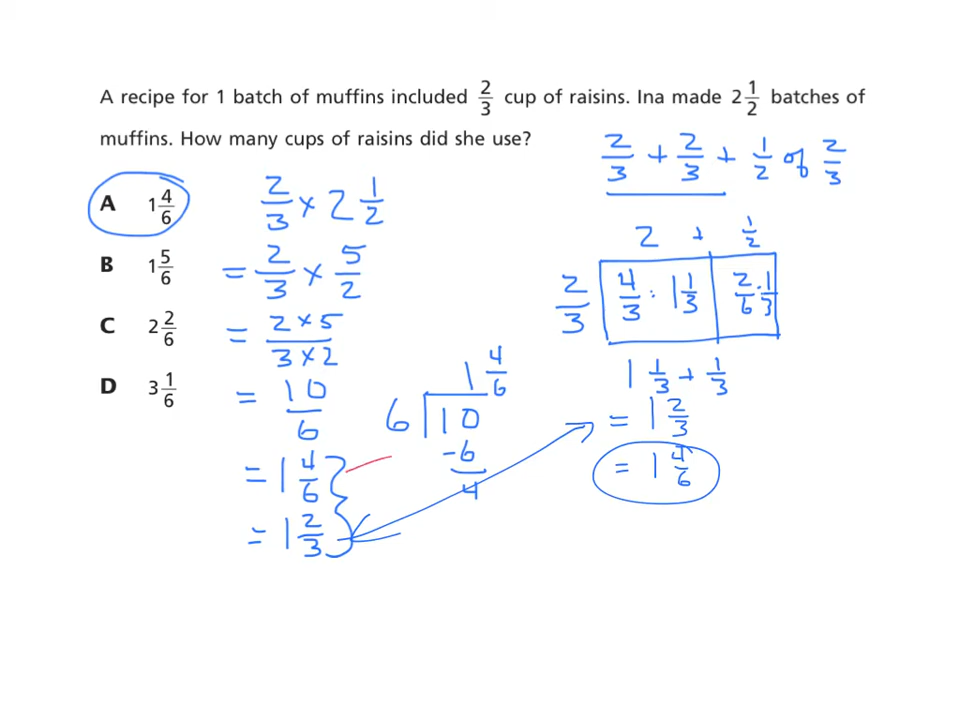 A recipe for 1 batch of muffins included 2/3 cup of raisins. Ina made 2 1/2 batches of
muffins. How many cups of raisins did she use?
A 1 4/6
B 1 5/6
C 2 2/6
D 3 1/6
2/3 × 2 1/2
= 2/3 × 5/2
= 2×5/3×2
= 10/6
= 1 4/6
= 1 2/3
1 4/6
6 10
-6
4
2/3 + 2/3 + 1/2 of 2/3
2 + 1/2
2/3 4/3 : 1 1/3 2/6 . 1/3
1 1/3 + 1/3
= 1 2/3
= 1 4/6